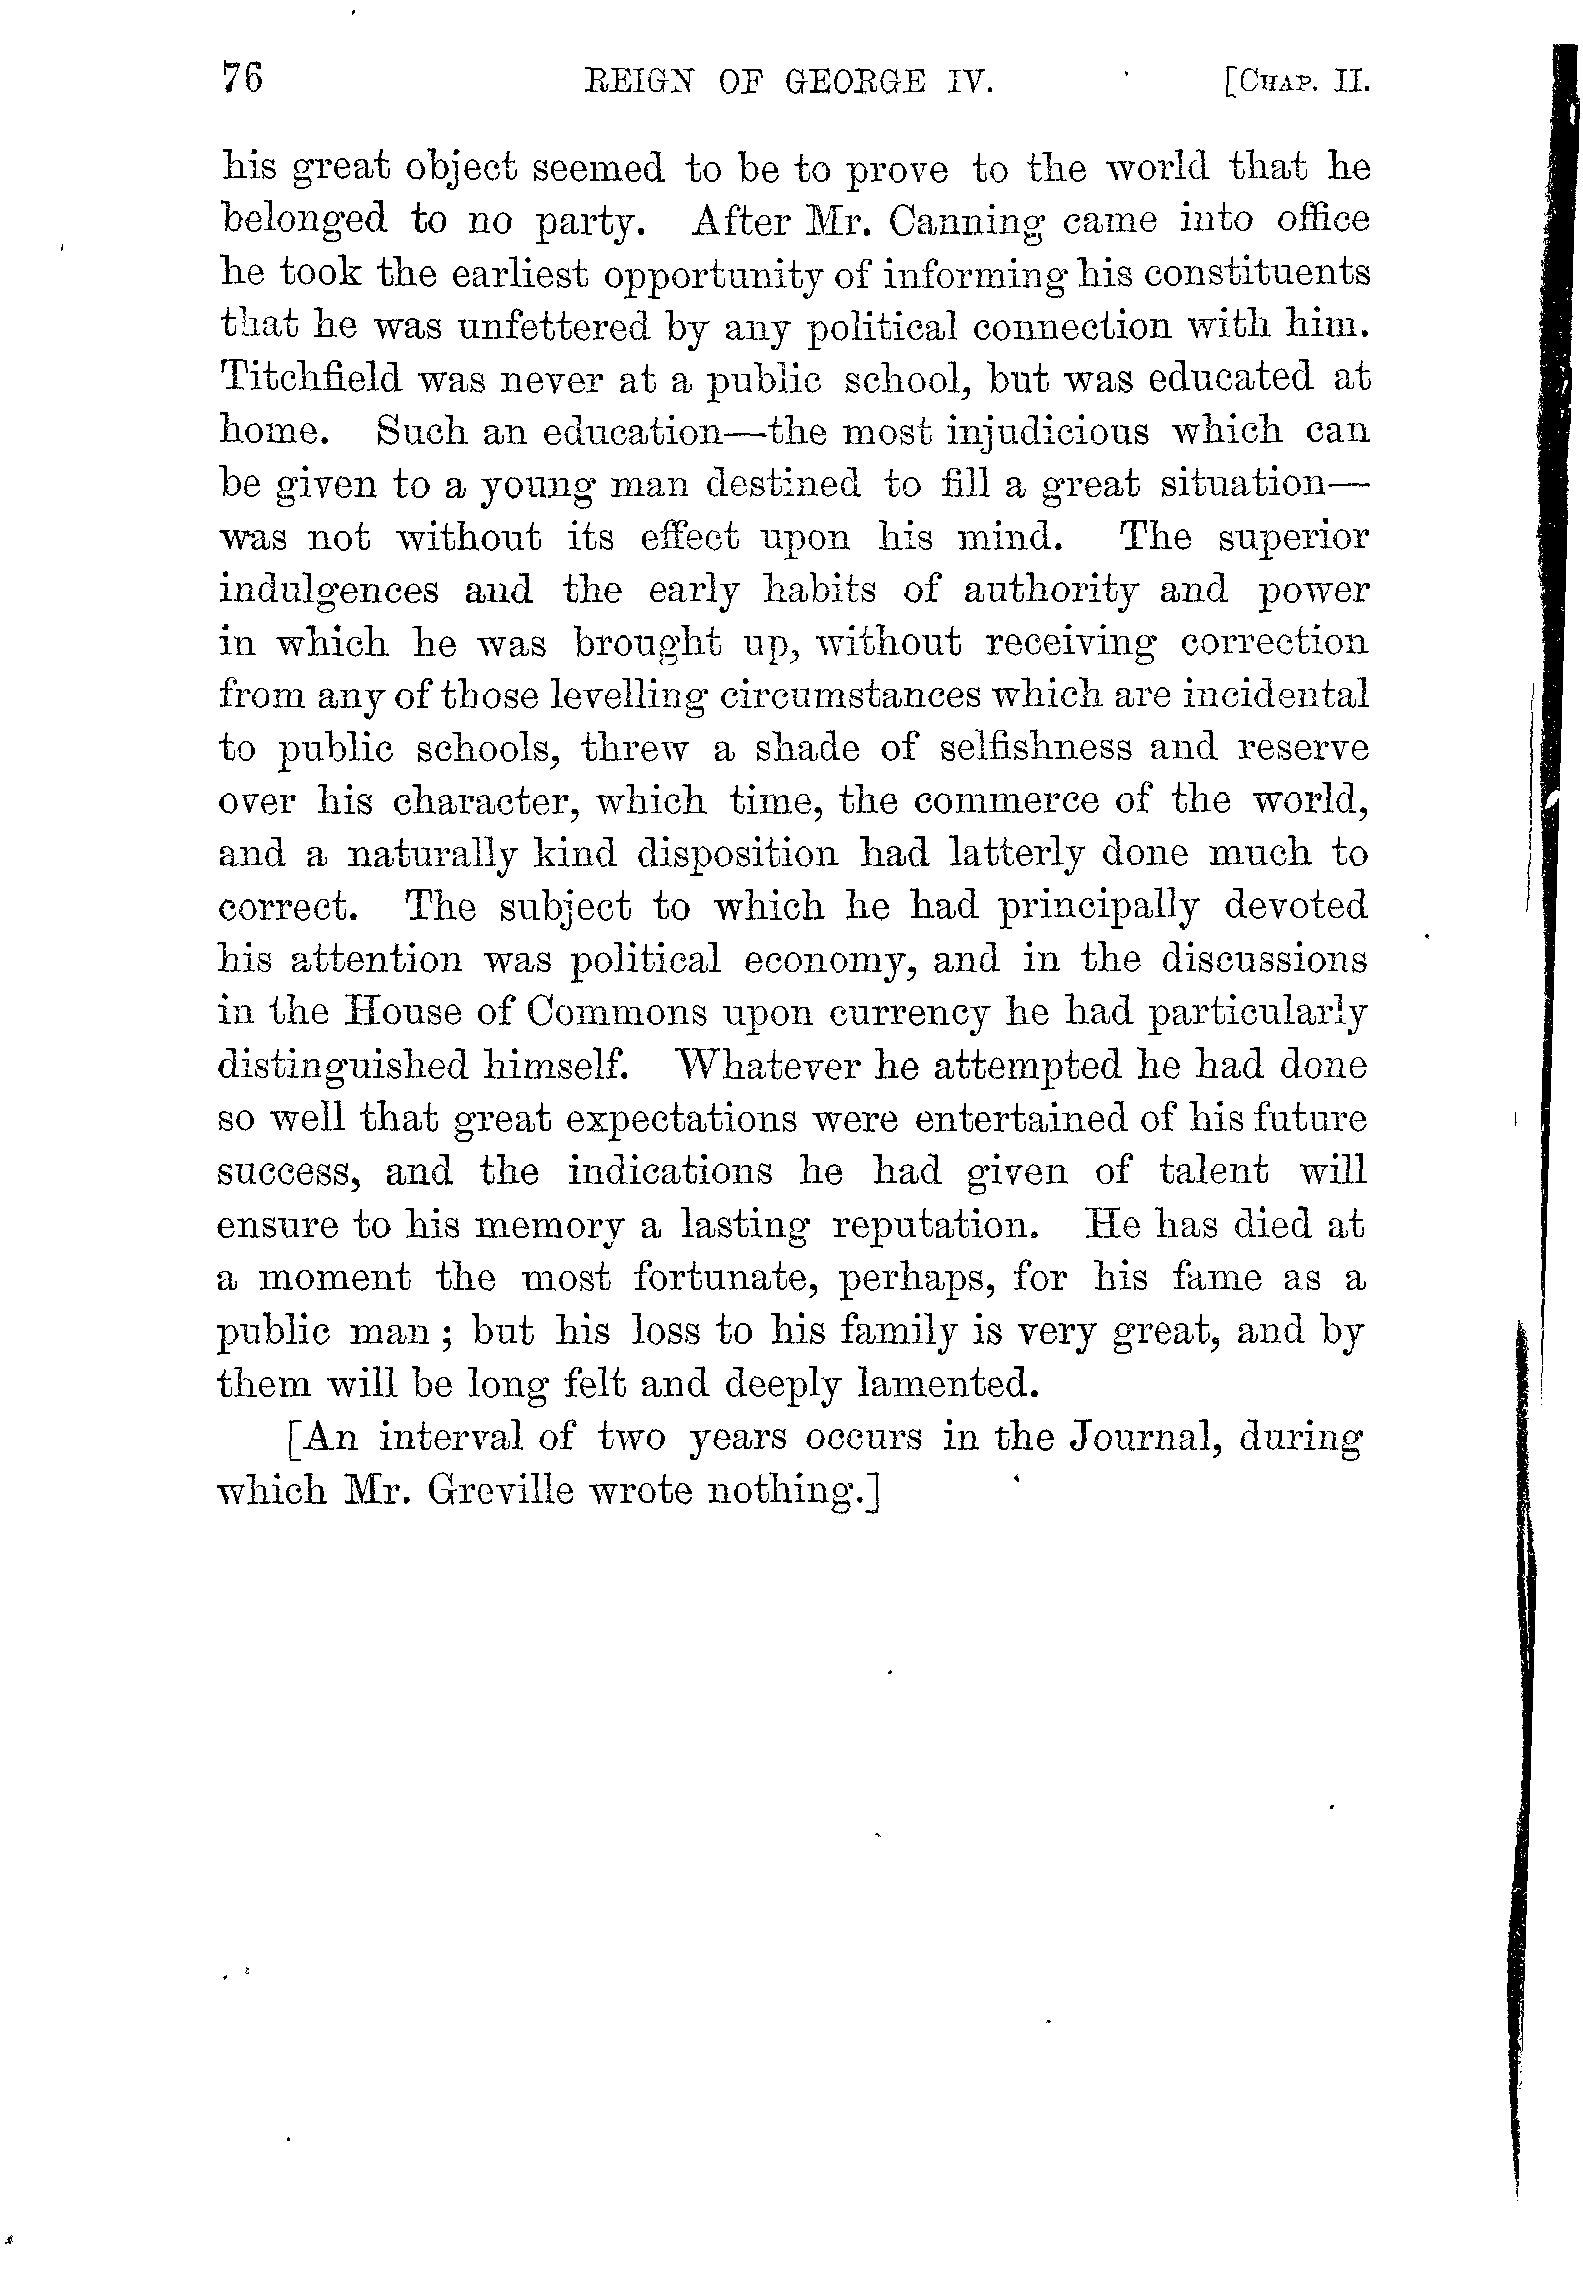 76 REIGN OF GEORGE IV. [CHAP. II.
his great object seemed to be to prove to the world that he
belonged to no party. After Mr. Canning came into office
he took the earliest opportunity of informing his constituents
that he was unfettered by any political connection with him.
Titchfield was never at a public school, but was educated at
home. Such an education—the most injudicious which can
be given to a young man destined to fill a great situation—
was not without its effect upon his mind. The superior
indulgences and the early habits of authority and power
in which he was brought up, without receiving correction
from any of those levelling circumstances which are incidental
to public schools, threw a shade of selfishness and reserve
over his character, which time, the commerce of the world,
and a naturally kind disposition had latterly done much to
correct. The subject to which he had principally devoted
his attention was political economy, and in the discussions
in the House of Commons upon currency he had particularly
distinguished himself. Whatever he attempted he had done
so well that great expectations were entertained of his future
success, and the indications he had given of talent will
ensure to his memory a lasting reputation. He has died at
a moment the most fortunate, perhaps, for his fame as a
public man; but his loss to his family is very great, and by
them will be long felt and deeply lamented.
[An interval of two years occurs in the Journal, during
which Mr. Greville wrote nothing.]